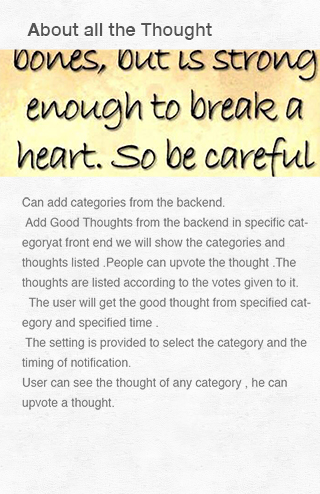 About all the Thought
bones, but is strong
enough to break a
heart. So be careful
Can add categories from the backend.
Add Good Thoughts from the backend in specific cat-
egoryat front end we will show the categories and
thoughts listed .People can upvote the thought .The
thoughts are listed according to the votes given to it.
The user will get the good thought from specified cat-
egory and specified time .
The setting is provided to select the category and the
timing of notification.
User can see the thought of any category , he can
upvote a thought.